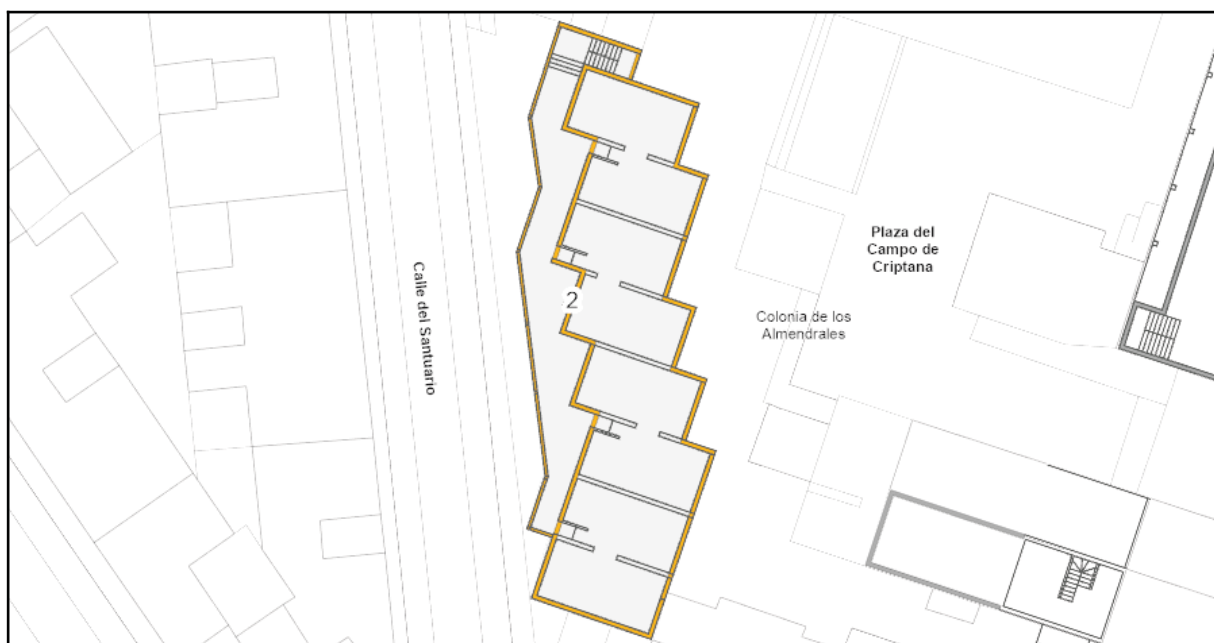 Plaza del
Campo de
Criptana
Calle del Santuario
2
Colonia de los
Almendrales